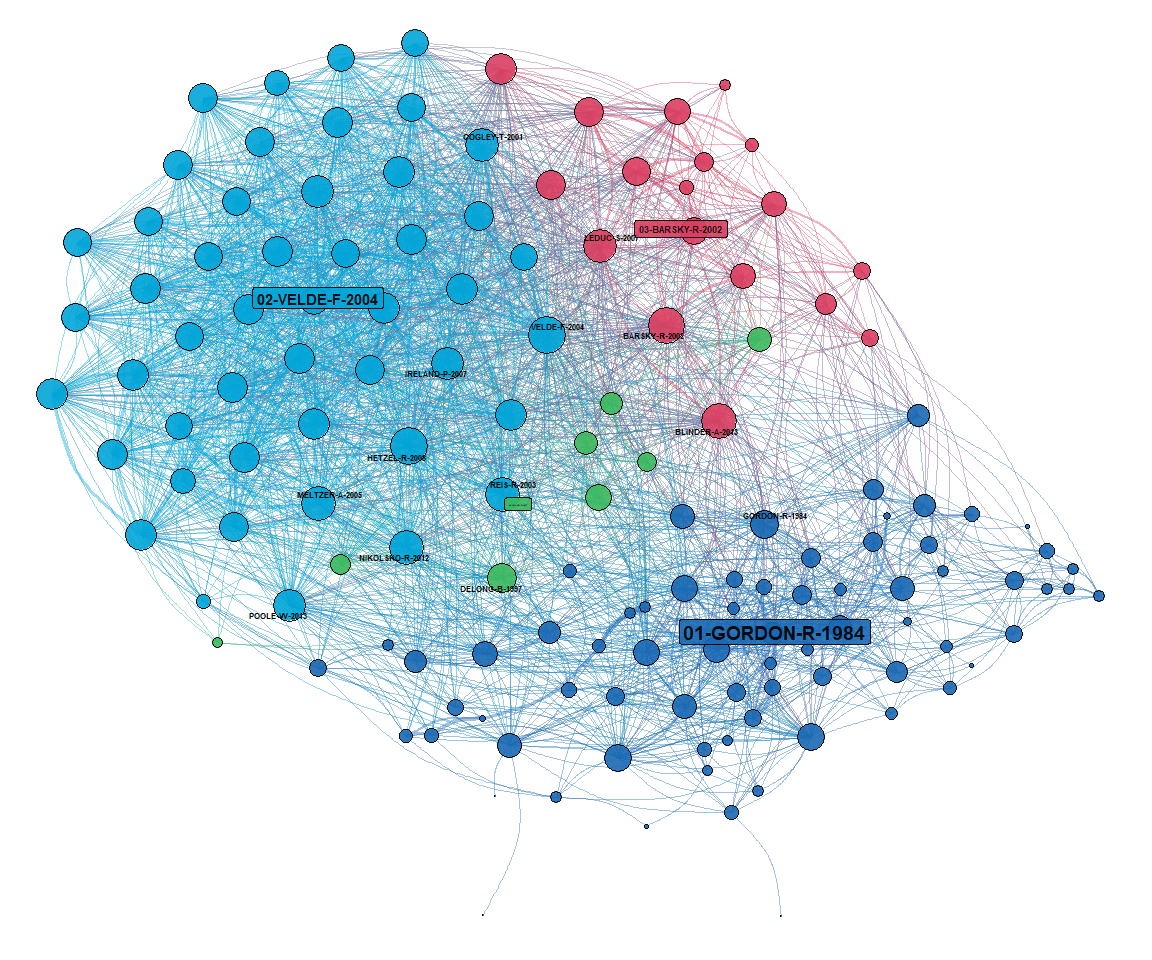 COGLEY-T-2001
03-BARSKY-R-2002
LEDUC-S-2007
02-VELDE-F-2004
VELDE-F-2004
BARSKY-R-2002
IRELAND-P-2007
BLINDER-A-2013
HETZEL-R-2008
REIS-R-2003
MELTZER-A-2005
GORDON-R-1984
NIKOLSKO-R-2012
DELONG-B-1997
POOLE-W-2013
01-GORDON-R-1984